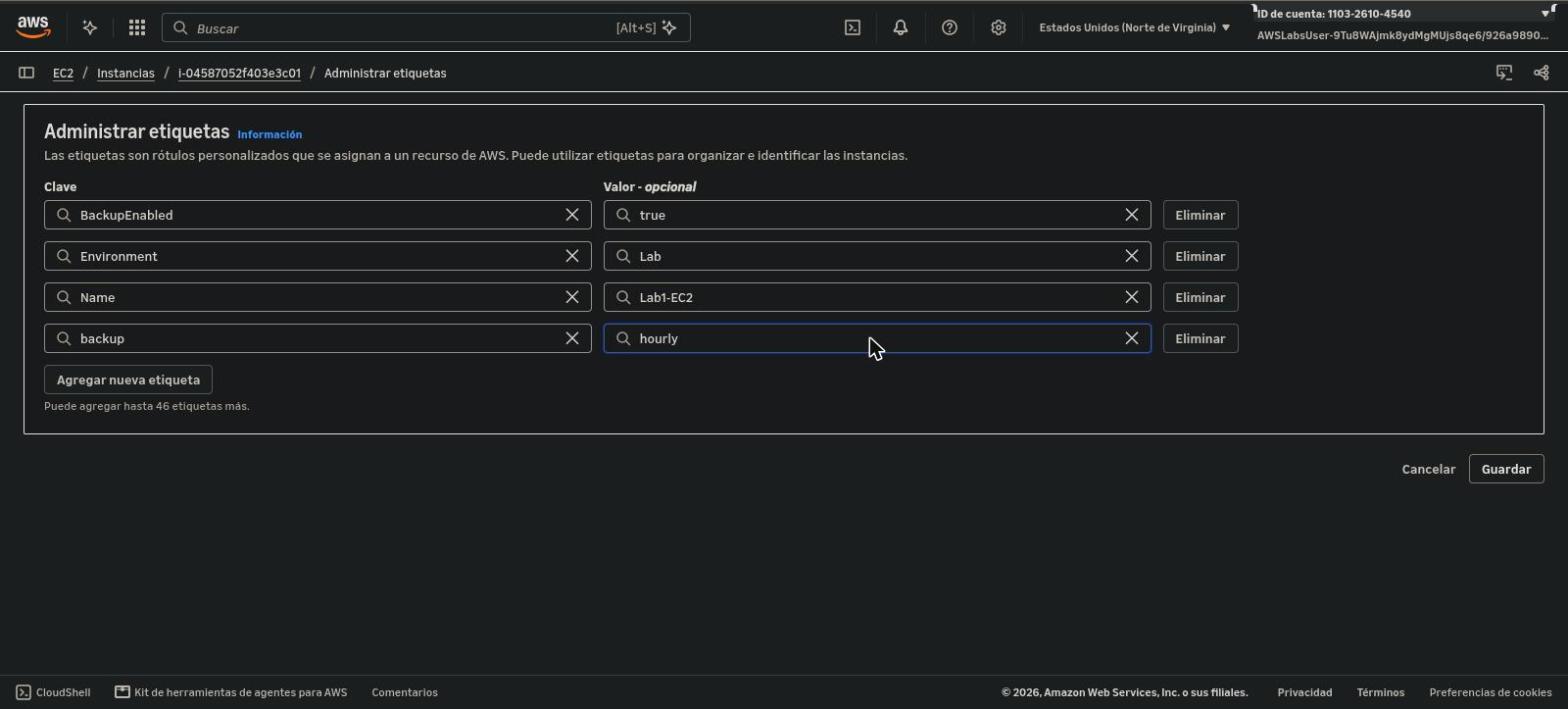 aws Buscar [Alt+S] Estados Unidos (Norte de Virginia) ID de cuenta: 1103-2610-4540
AWSLabsUser-9Tu8WAjmk8ydMgMUjs8qe6/926a9890...
EC2 / Instancias / i-04587052f403e3c01 / Administrar etiquetas
Administrar etiquetas Información
Las etiquetas son rótulos personalizados que se asignan a un recurso de AWS. Puede utilizar etiquetas para organizar e identificar las instancias.
Clave Valor - opcional
BackupEnabled true Eliminar
Environment Lab Eliminar
Name Lab1-EC2 Eliminar
backup hourly Eliminar
Agregar nueva etiqueta
Puede agregar hasta 46 etiquetas más.
Cancelar Guardar
CloudShell Kit de herramientas de agentes para AWS Comentarios © 2026, Amazon Web Services, Inc. o sus filiales. Privacidad Términos Preferencias de cookies